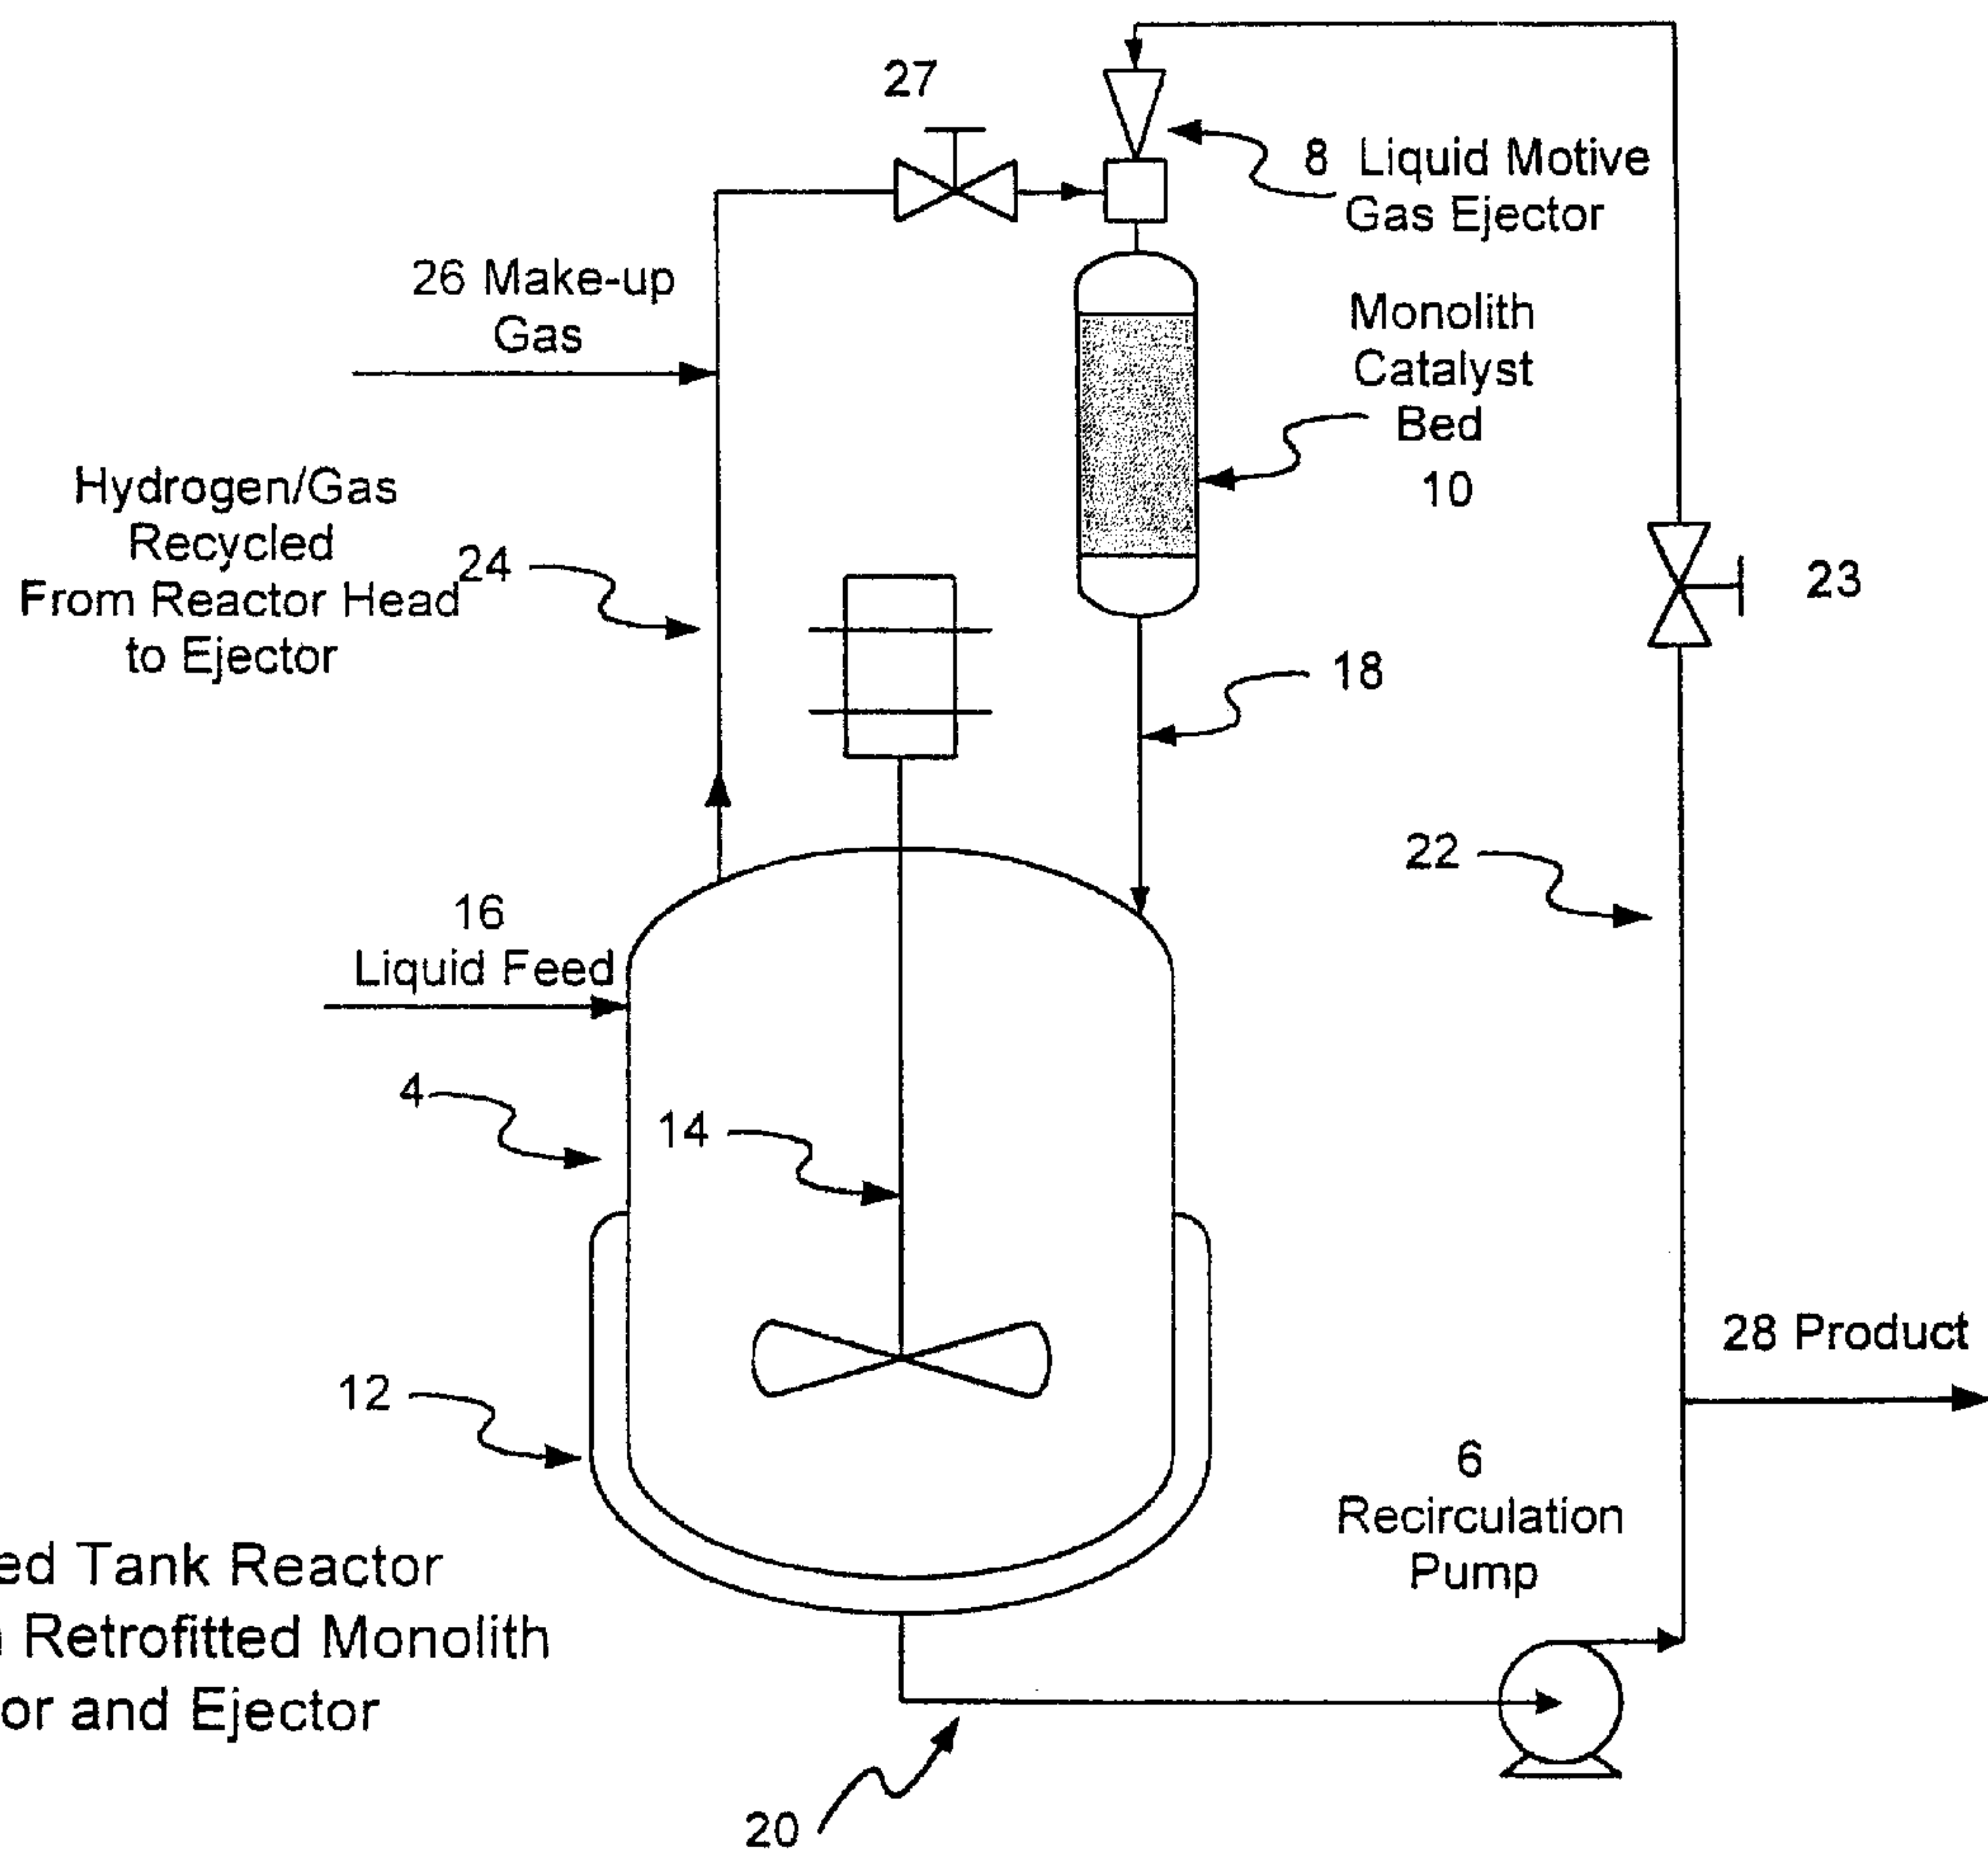 27
8 Liquid Motive
Gas Ejector
26 Make-up
Gas
Monolith
Catalyst
Bed
10
Hydrogen/Gas
Recycled
From Reactor Head
to Ejector
24
23
18
22
16
Liquid Feed
4
14
28 Product
12
6
Recirculation
Pump
Tank Reactor
Retrofitted Monolith
and Ejector
20